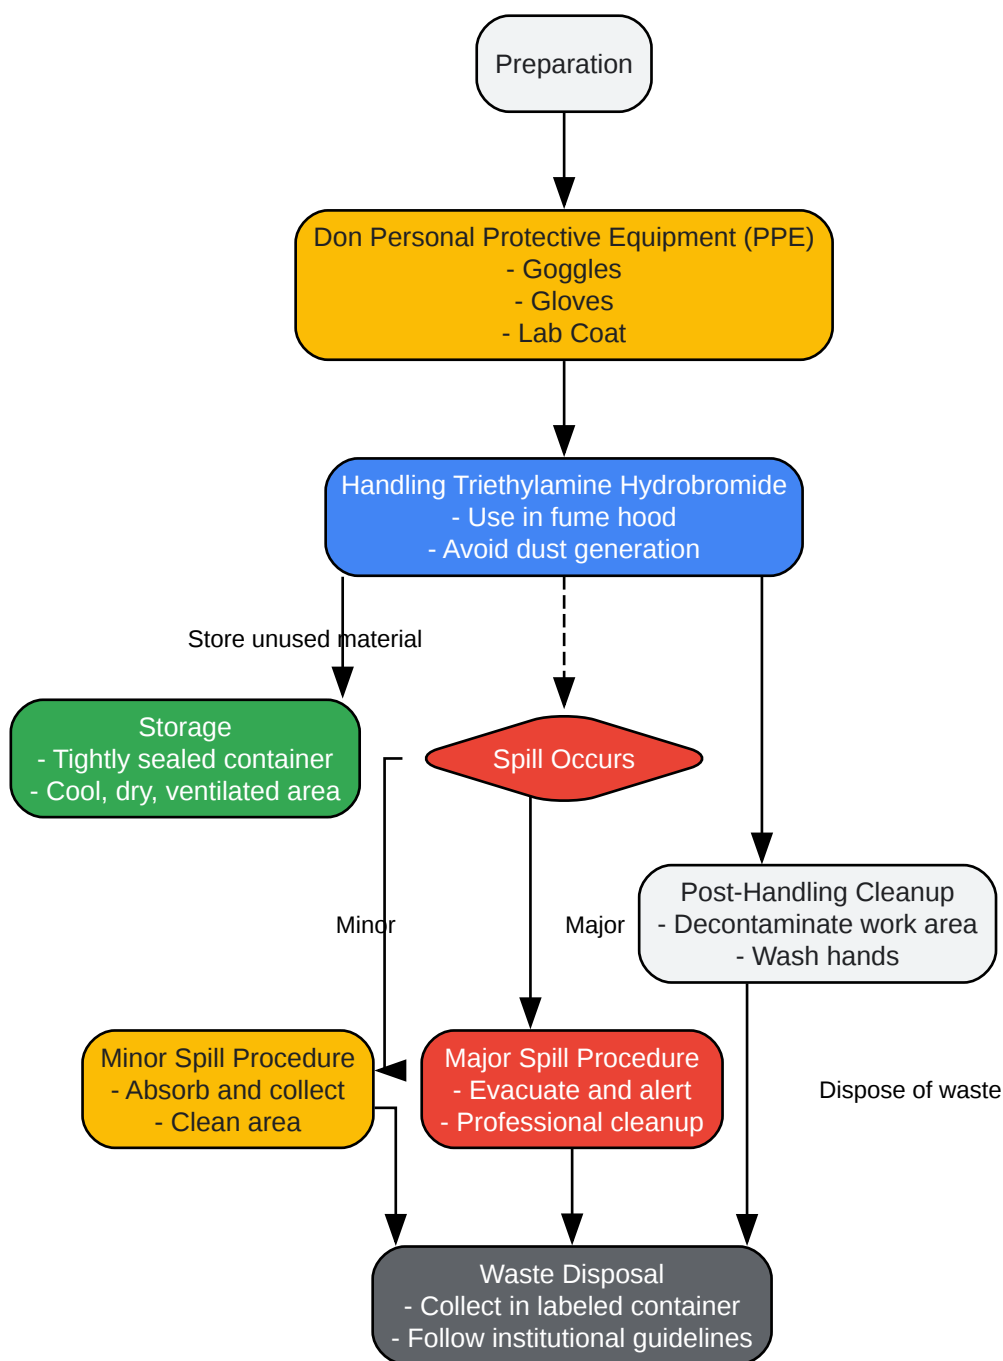 Preparation
Don Personal Protective Equipment (PPE)
- Goggles
- Gloves
- Lab Coat
Handling Triethylamine Hydrobromide
- Use in fume hood
- Avoid dust generation
Store unused material
Storage
- Tightly sealed container
- Cool, dry, ventilated area
Spill Occurs
Minor
Major
Post-Handling Cleanup
- Decontaminate work area
- Wash hands
Minor Spill Procedure
- Absorb and collect
- Clean area
Major Spill Procedure
- Evacuate and alert
- Professional cleanup
Dispose of waste
Waste Disposal
- Collect in labeled container
- Follow institutional guidelines